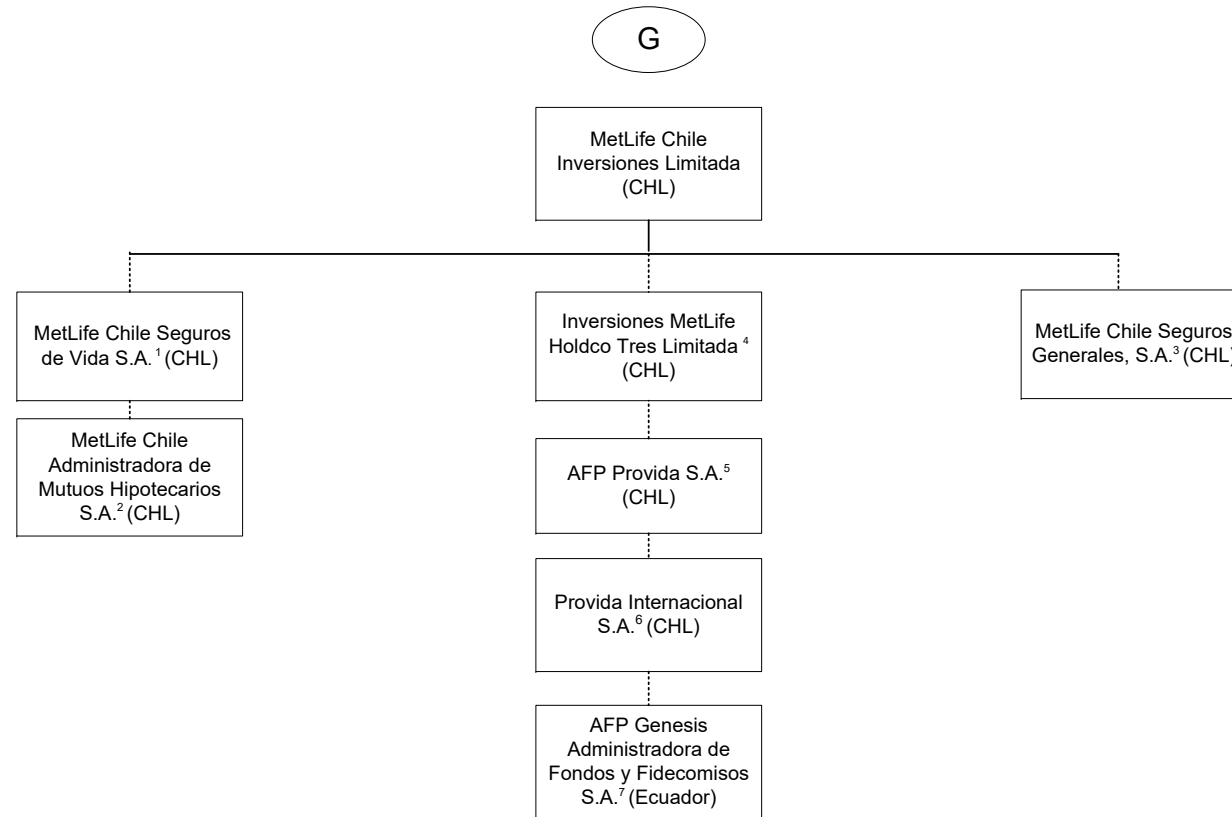 G
MetLife Chile
Inversiones Limitada
(CHL)
MetLife Chile Seguros
de Vida S.A.¹ (CHL)
Inversiones MetLife
Holdco Tres Limitada ⁴
(CHL)
MetLife Chile Seguros
Generales, S.A.³ (CHL)
MetLife Chile
Administradora de
Mutuos Hipotecarios
S.A.² (CHL)
AFP Provida S.A.⁵
(CHL)
Provida Internacional
S.A.⁶ (CHL)
AFP Genesis
Administradora de
Fondos y Fidecomisos
S.A.⁷ (Ecuador)